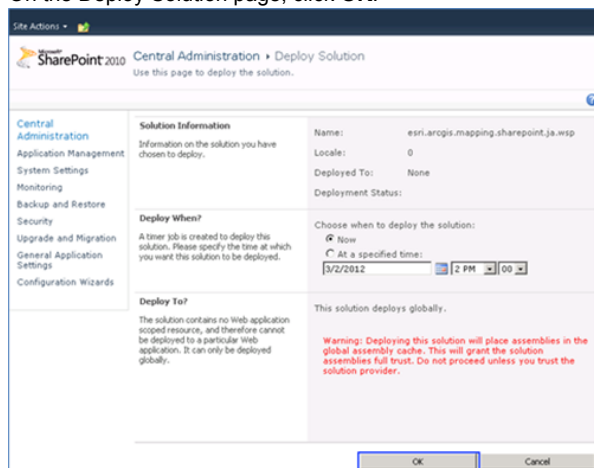 On the Deploy Solution page, click OK.
Site Actions
Microsoft
SharePoint 2010
Central Administration ▸ Deploy Solution
Use this page to deploy the solution.
Central
Administration
Application Management
System Settings
Monitoring
Backup and Restore
Security
Upgrade and Migration
General Application
Settings
Configuration Wizards
Solution Information
Information on the solution you have
chosen to deploy.
Name: esri.arcgis.mapping.sharepoint.ja.wsp
Locale: 0
Deployed To: None
Deployment Status:
Deploy When?
A timer job is created to deploy this
solution. Please specify the time at which
you want this solution to be deployed.
Choose when to deploy the solution:
Now
At a specified time:
3/2/2012 2 PM 00
Deploy To?
The solution contains no Web application
scoped resource, and therefore cannot
be deployed to a particular Web
application. It can only be deployed
globally.
This solution deploys globally.
Warning: Deploying this solution will place assemblies in the
global assembly cache. This will grant the solution
assemblies full trust. Do not proceed unless you trust the
solution provider.
OK Cancel